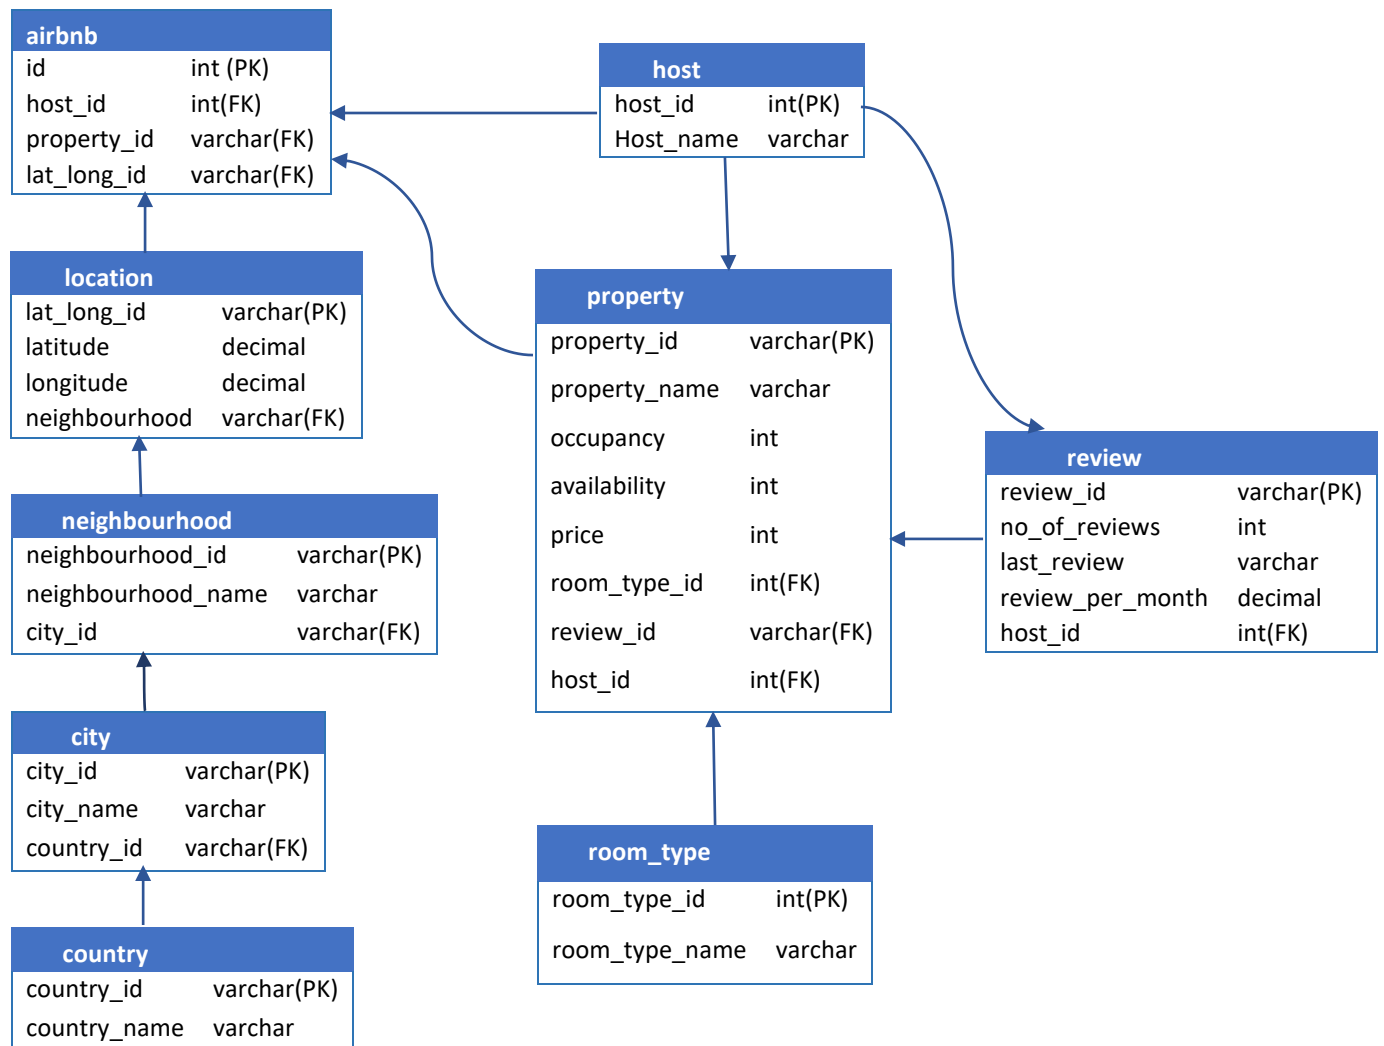 airbnb
id int (PK)
host_id int(FK)
property_id varchar(FK)
lat_long_id varchar(FK)
host
host_id int(PK)
Host_name varchar
location
lat_long_id varchar(PK)
latitude decimal
longitude decimal
neighbourhood varchar(FK)
property
property_id varchar(PK)
property_name varchar
occupancy int
availability int
price int
room_type_id int(FK)
review_id varchar(FK)
host_id int(FK)
review
review_id varchar(PK)
no_of_reviews int
last_review varchar
review_per_month decimal
host_id int(FK)
neighbourhood
neighbourhood_id varchar(PK)
neighbourhood_name varchar
city_id varchar(FK)
city
city_id varchar(PK)
city_name varchar
country_id varchar(FK)
room_type
room_type_id int(PK)
room_type_name varchar
country
country_id varchar(PK)
country_name varchar